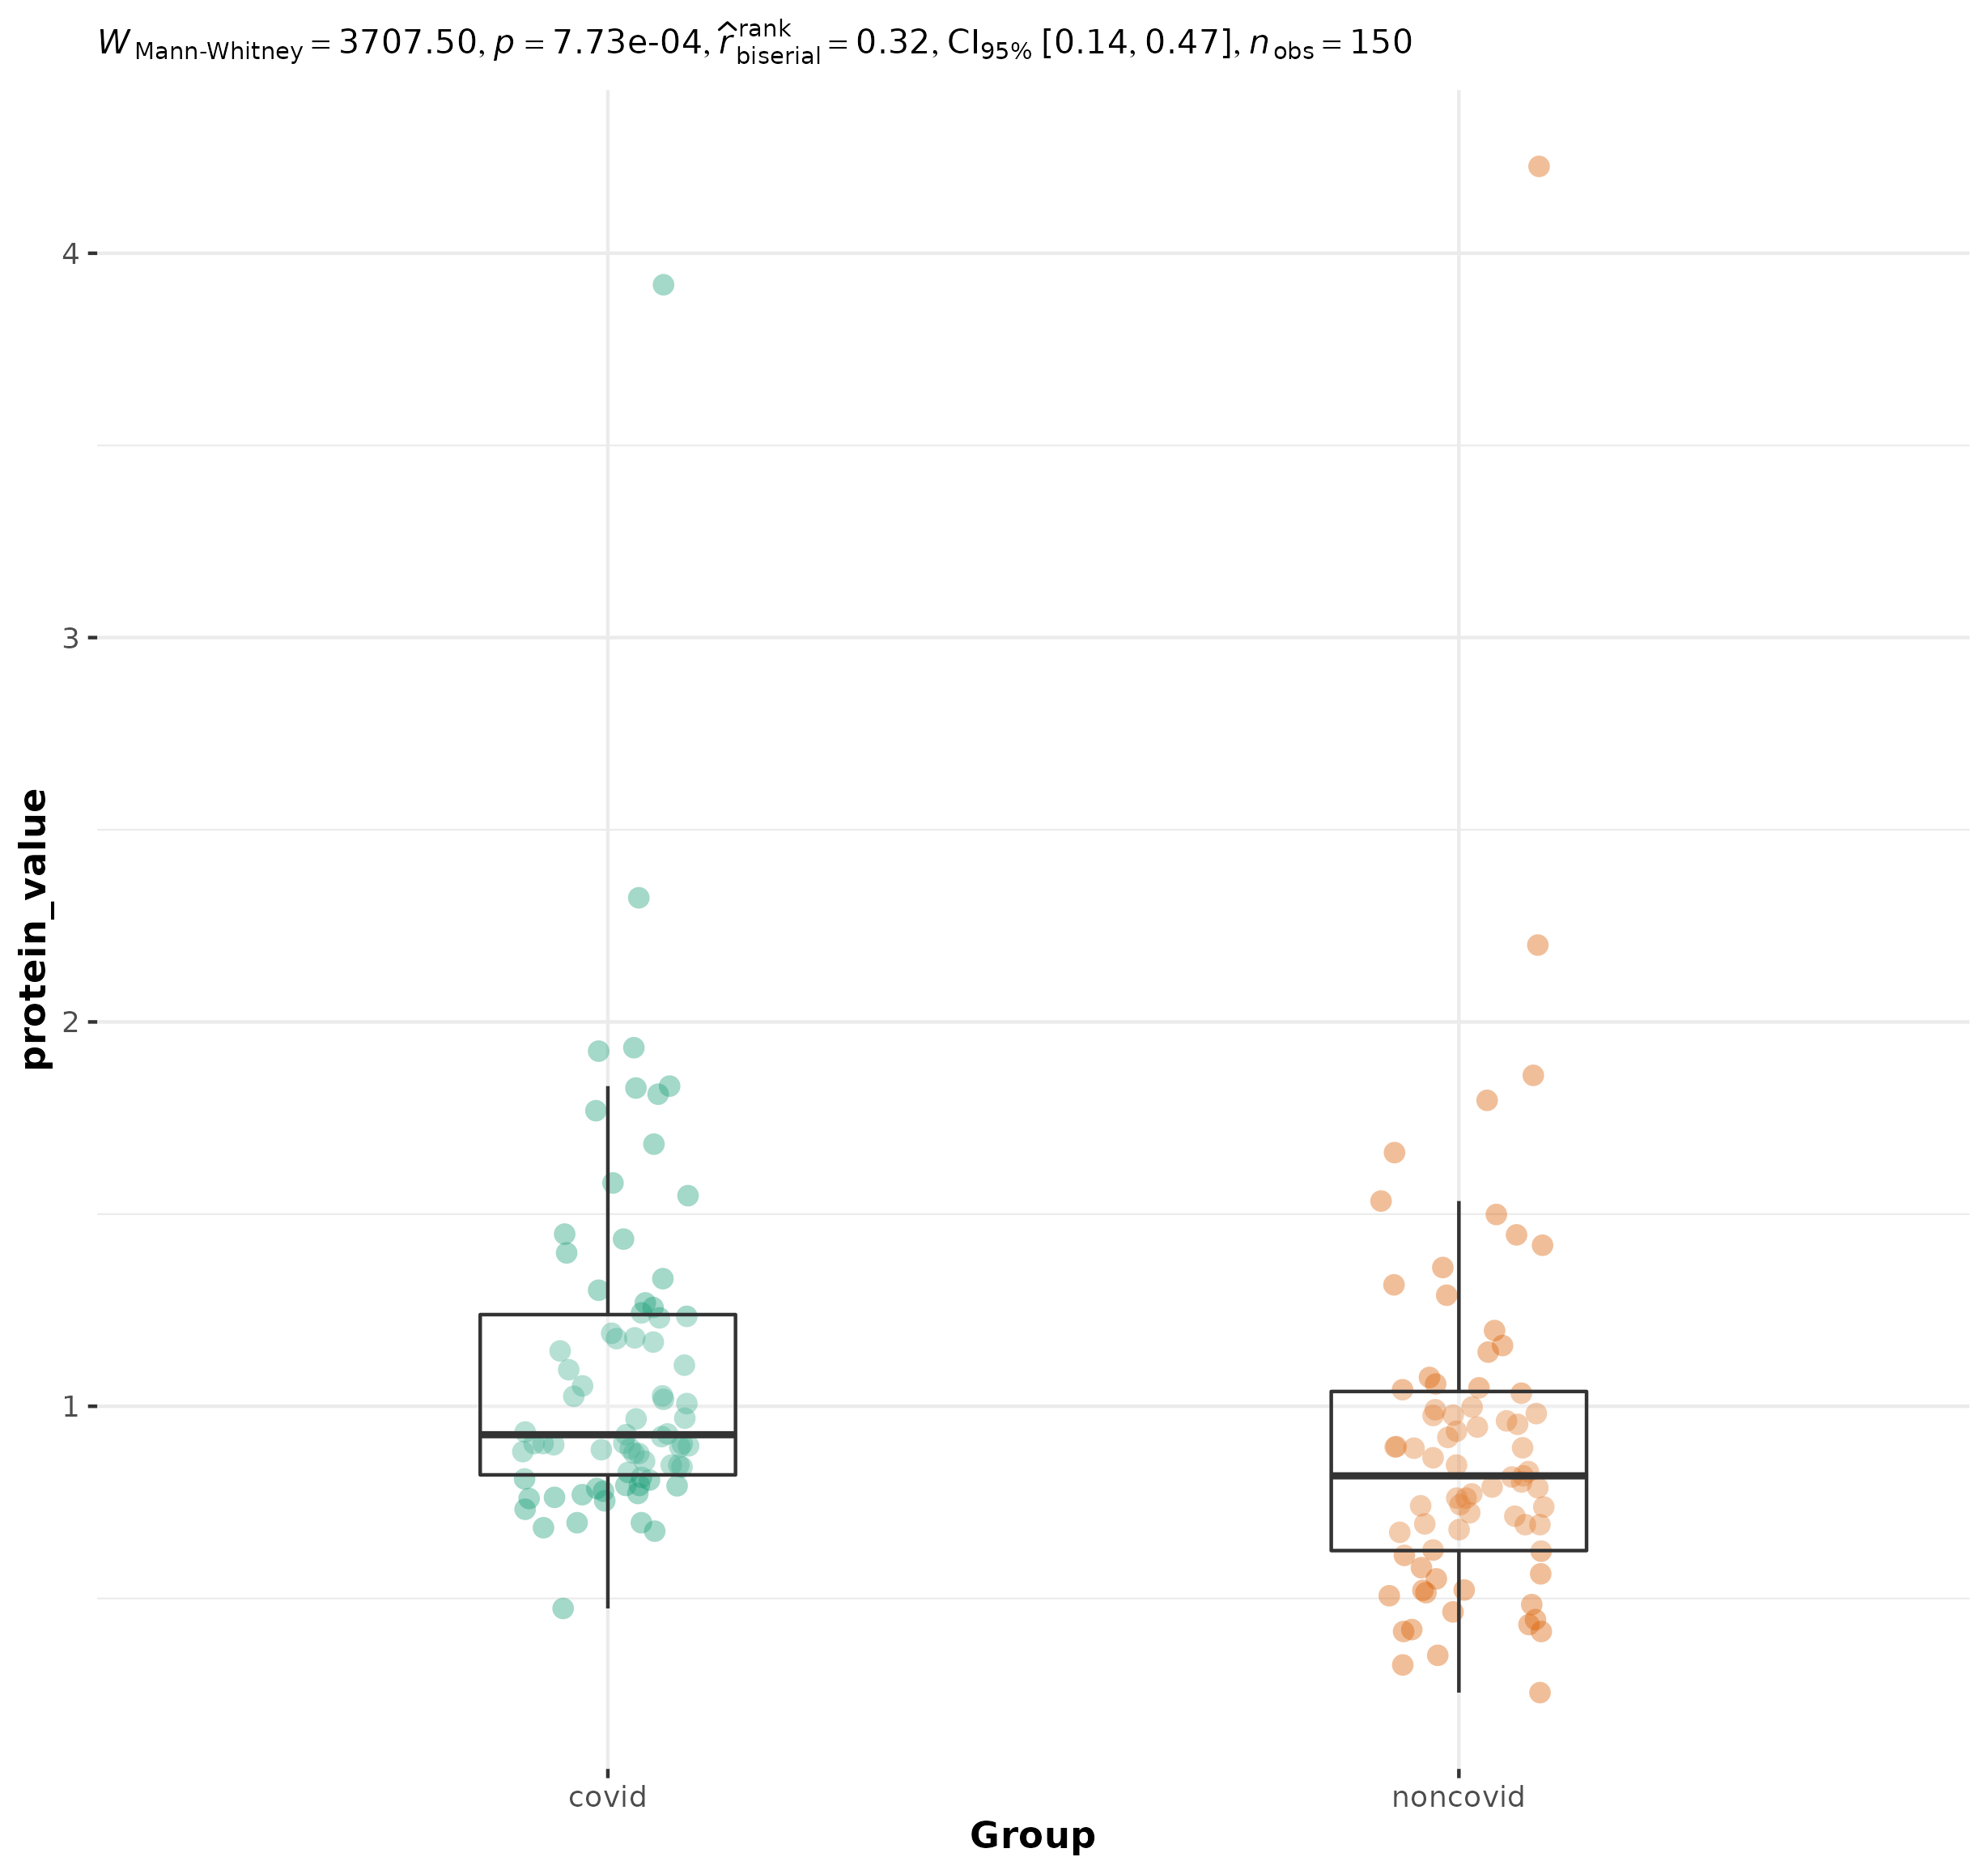 W Mann-Whitney = 3707.50, p = 7.73e-04, r̂ rank biserial = 0.32, CI95% [0.14, 0.47], nobs = 150
4
3
2
1
protein_value
covid noncovid
Group